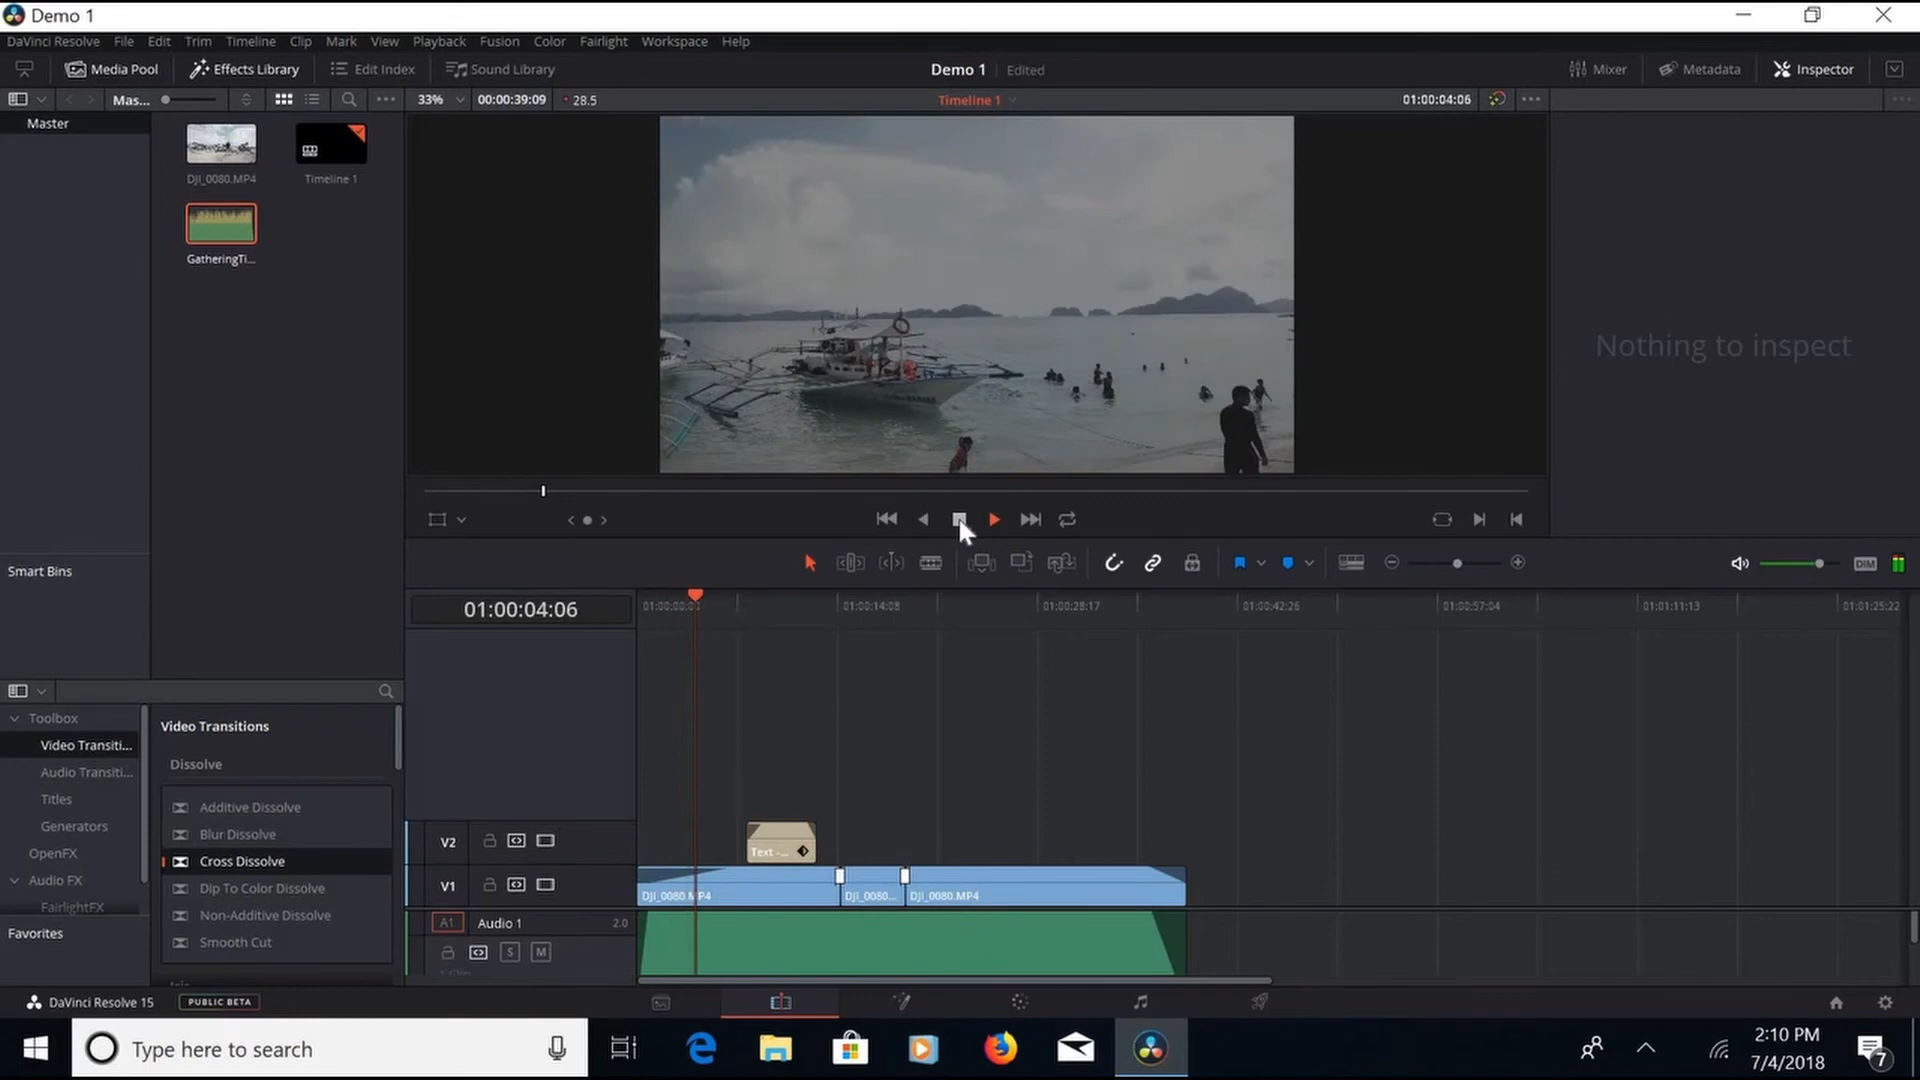 Demo 1
DaVinci Resolve File Edit Trim Timeline Clip Mark View Playback Fusion Color Fairlight Workspace Help
Media Pool Effects Library Edit Index Sound Library Demo 1 Edited Mixer Metadata Inspector
Mas... 33% 00:00:39:09 28.5 Timeline 1 01:00:04:06
Master
DJI_0080.MP4 Timeline 1
GatheringTi...
Nothing to inspect
Smart Bins
DIM
01:00:04:06
01:00:14:08 01:00:28:17 01:00:42:26 01:00:57:04 01:01:11:13 01:01:25:22
Toolbox
Video Transiti...
Audio Transiti...
Titles
Generators
OpenFX
Audio FX
FairlightFX
Favorites
Video Transitions
Dissolve
Additive Dissolve
Blur Dissolve
Cross Dissolve
Dip To Color Dissolve
Non-Additive Dissolve
Smooth Cut
V2
Text -...
V1
DJI_0080.MP4 DJI_0080... DJI_0080.MP4
A1 Audio 1 2.0
S M
DaVinci Resolve 15 PUBLIC BETA
Type here to search
2:10 PM
7/4/2018
7